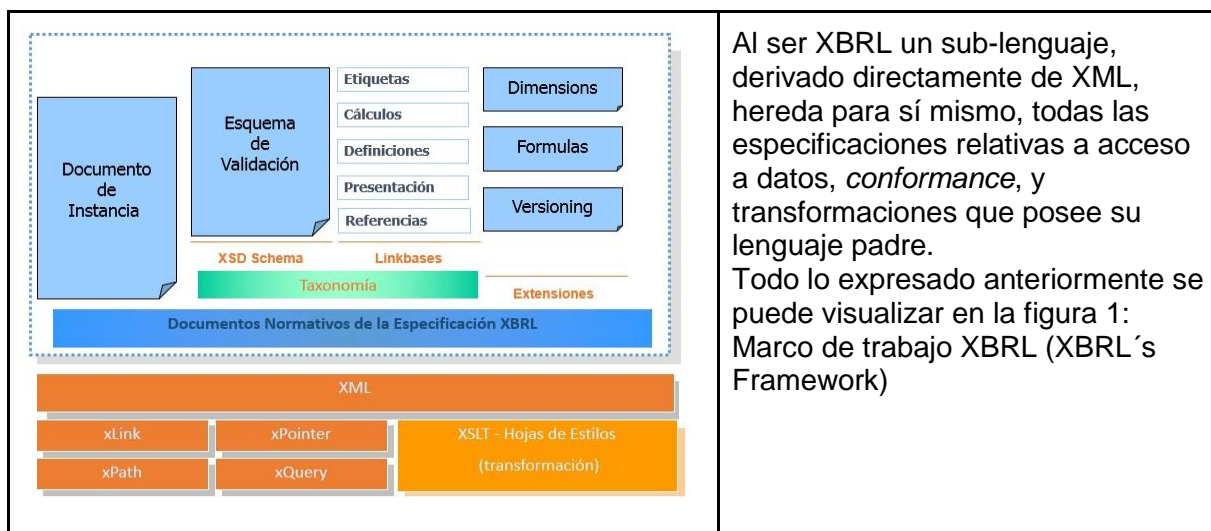 Documento
de
Instancia
Esquema
de
Validación
Etiquetas
Cálculos
Definiciones
Presentación
Referencias
Dimensions
Formulas
Versioning
XSD Schema
Linkbases
Taxonomía
Extensiones
Documentos Normativos de la Especificación XBRL
XML
xLink
xPointer
xPath
xQuery
XSLT - Hojas de Estilos
(transformación)
Al ser XBRL un sub-lenguaje,
derivado directamente de XML,
hereda para sí mismo, todas las
especificaciones relativas a acceso
a datos, conformance, y
transformaciones que posee su
lenguaje padre.
Todo lo expresado anteriormente se
puede visualizar en la figura 1:
Marco de trabajo XBRL (XBRL´s
Framework)